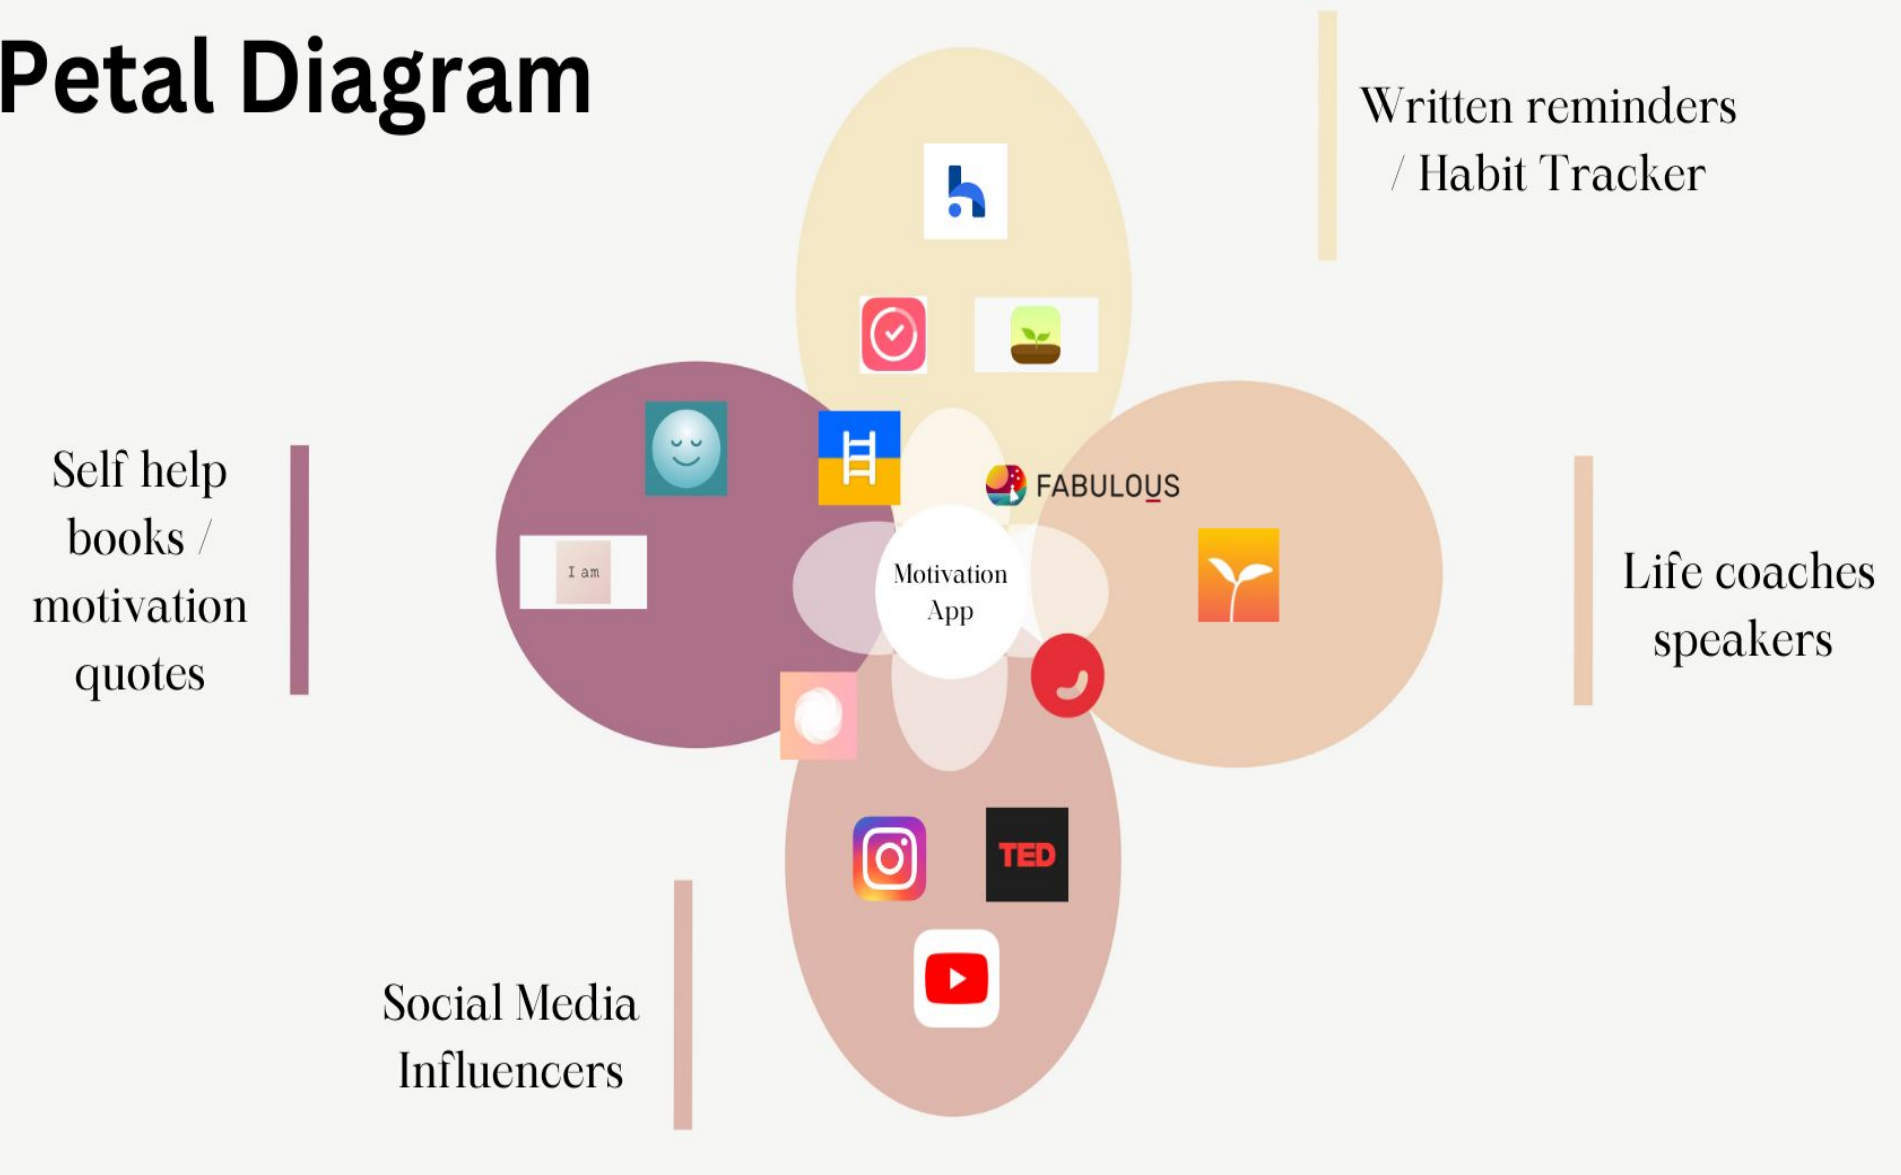 Petal Diagram
Written reminders
/ Habit Tracker
FABULOUS
Self help
books /
motivation
quotes
I am
Motivation
App
Life coaches
speakers
TED
Social Media
Influencers